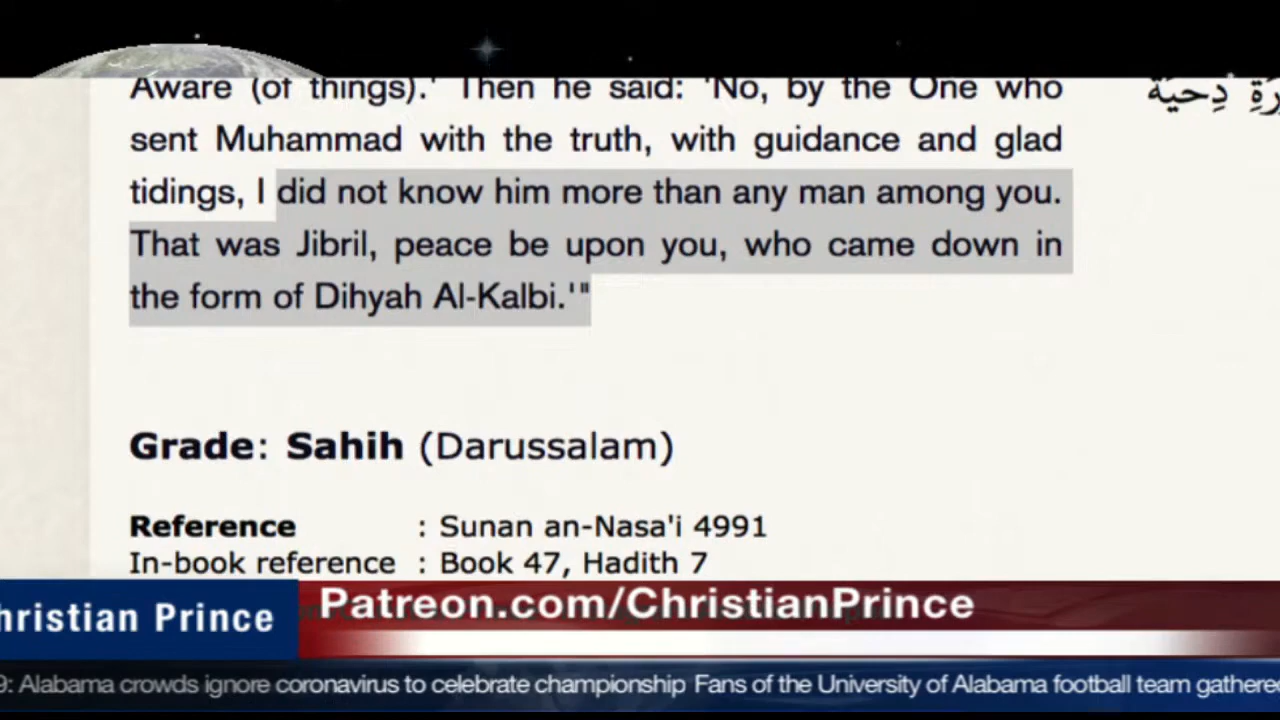 Aware (of things).' Then he said: 'No, by the One who
sent Muhammad with the truth, with guidance and glad
tidings, I did not know him more than any man among you.
That was Jibril, peace be upon you, who came down in
the form of Dihyah Al-Kalbi.'"
دِحيَةَ
Grade: Sahih (Darussalam)
Reference : Sunan an-Nasa'i 4991
In-book reference : Book 47, Hadith 7
hristian Prince
Patreon.com/ChristianPrince
9: Alabama crowds ignore coronavirus to celebrate championship Fans of the University of Alabama football team gathere